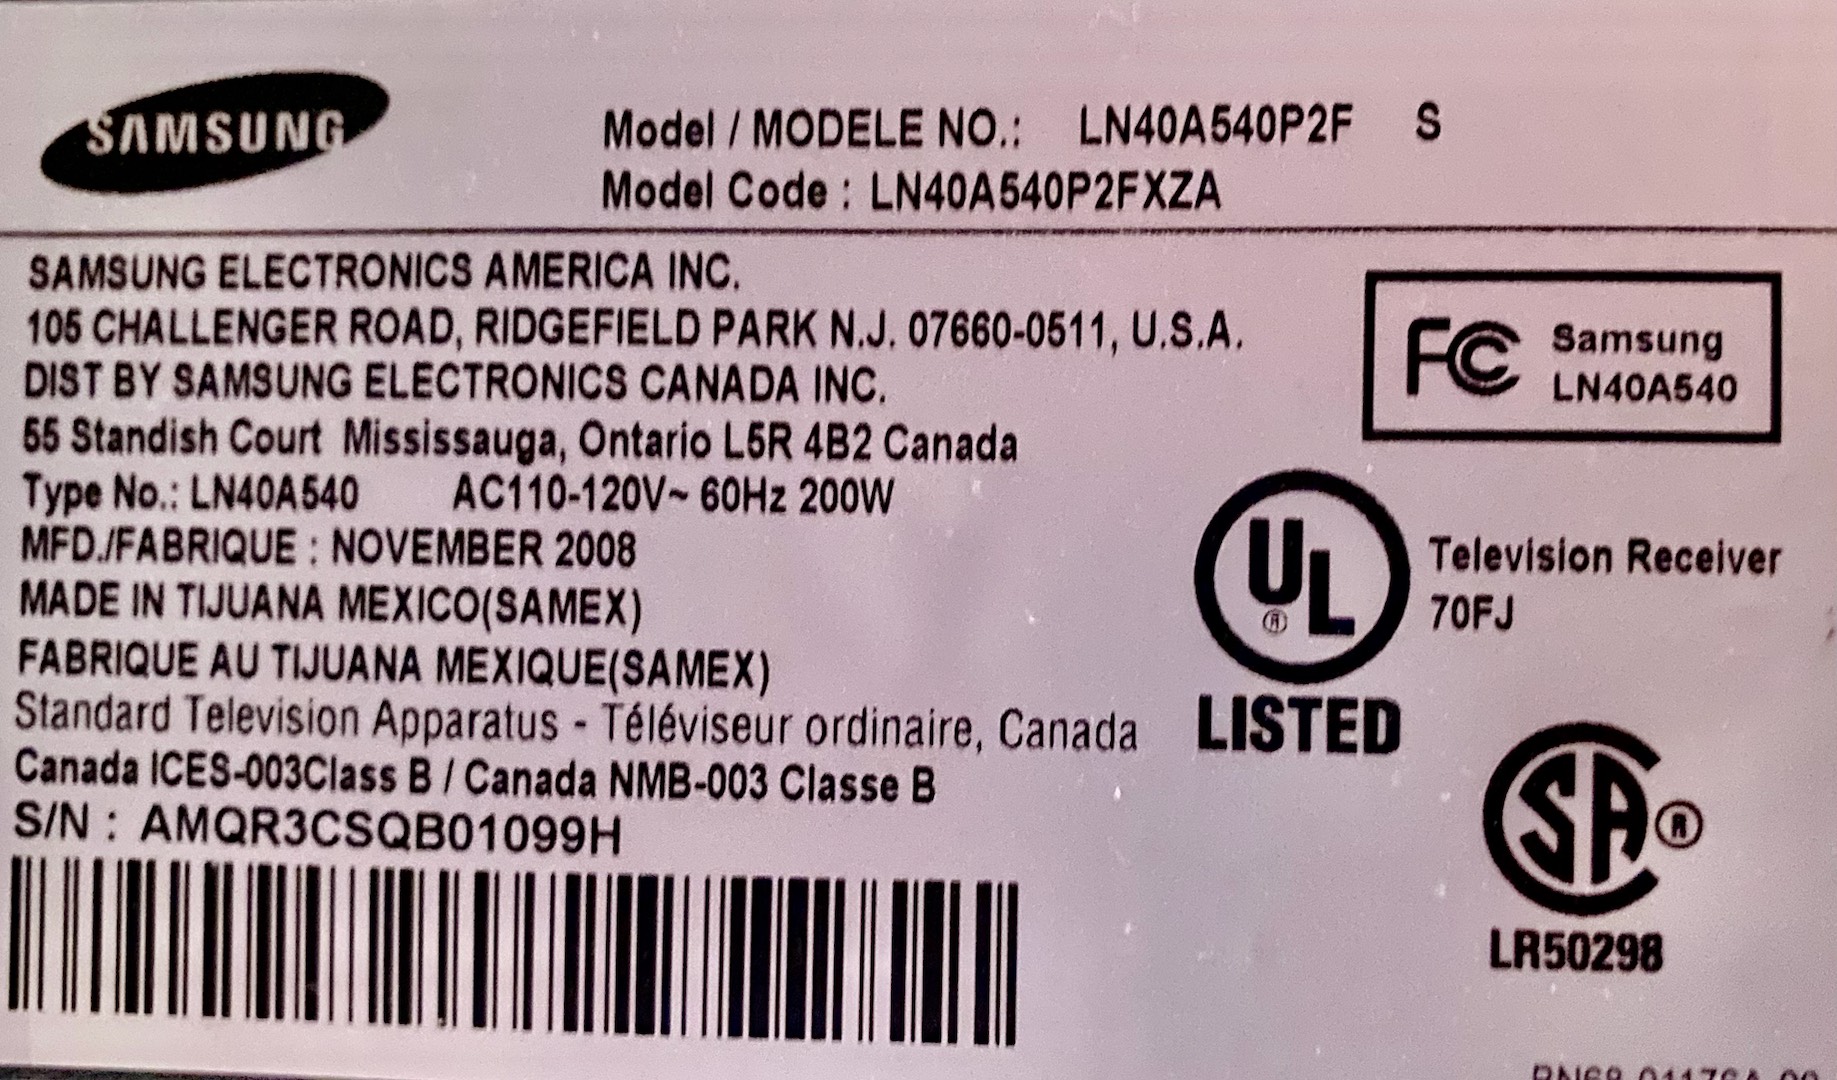 SAMSUNG
Model / MODELE NO.: LN40A540P2F S
Model Code : LN40A540P2FXZA
SAMSUNG ELECTRONICS AMERICA INC.
105 CHALLENGER ROAD, RIDGEFIELD PARK N.J. 07660-0511, U.S.A.
DIST BY SAMSUNG ELECTRONICS CANADA INC.
55 Standish Court Mississauga, Ontario L5R 4B2 Canada
Type No.: LN40A540 AC110-120V~ 60Hz 200W
MFD./FABRIQUE : NOVEMBER 2008
MADE IN TIJUANA MEXICO(SAMEX)
FABRIQUE AU TIJUANA MEXIQUE(SAMEX)
Standard Television Apparatus - Téléviseur ordinaire, Canada
Canada ICES-003Class B / Canada NMB-003 Classe B
S/N : AMQR3CSQB01099H
FC Samsung
LN40A540
UL ®
LISTED
Television Receiver
70FJ
SA ®
LR50298